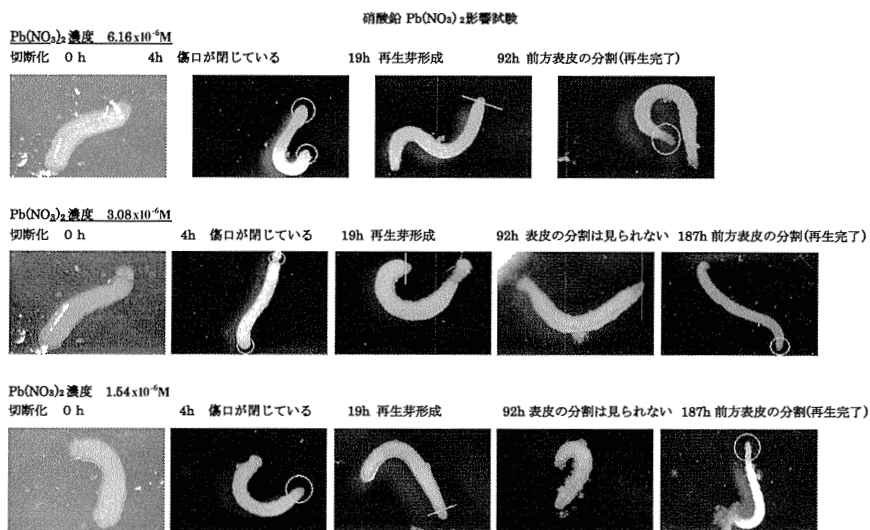 硝酸鉛 Pb(NO₃)₂影響試験
Pb(NO₃)₂濃度 6.16x10⁻⁶M
切断化 0 h 4h 傷口が閉じている 19h 再生芽形成 92h 前方表皮の分割(再生完了)
Pb(NO₃)₂濃度 3.08x10⁻⁶M
切断化 0 h 4h 傷口が閉じている 19h 再生芽形成 92h 表皮の分割は見られない 187h 前方表皮の分割(再生完了)
Pb(NO₃)₂濃度 1.54x10⁻⁶M
切断化 0 h 4h 傷口が閉じている 19h 再生芽形成 92h 表皮の分割は見られない 187h 前方表皮の分割(再生完了)